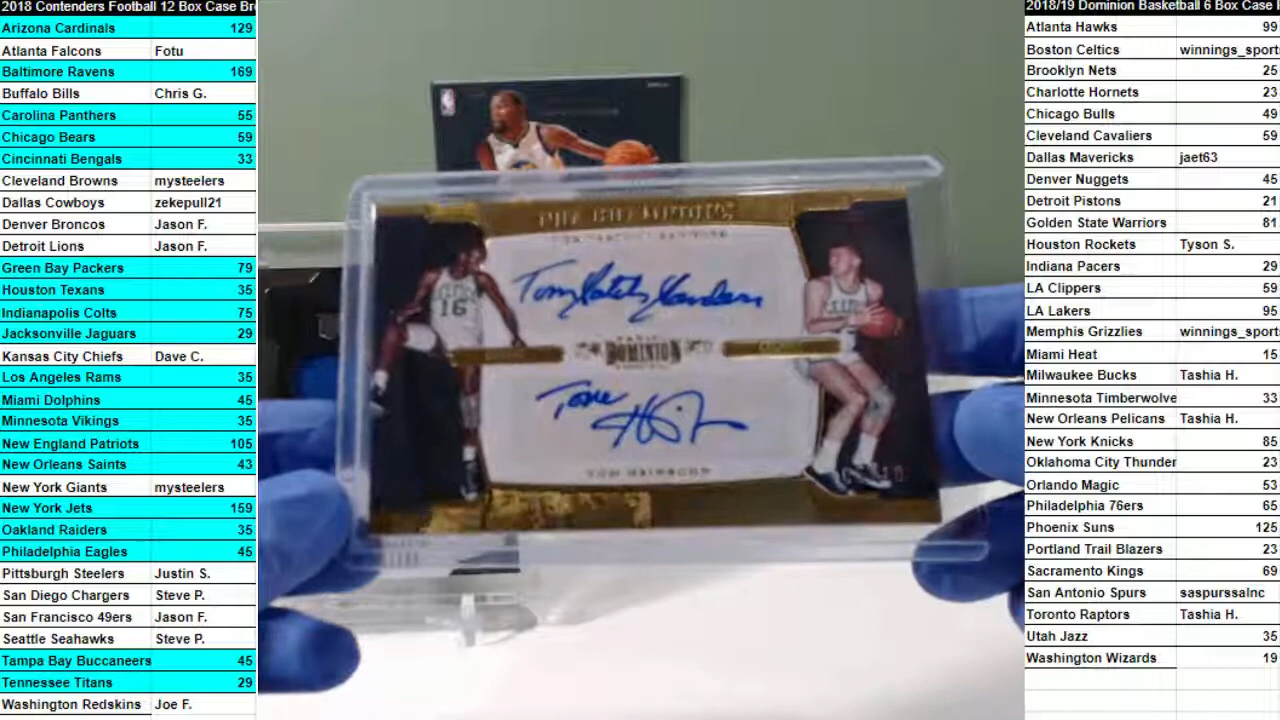 2018 Contenders Football 12 Box Case Br
Arizona Cardinals 129
Atlanta Falcons Fotu
Baltimore Ravens 169
Buffalo Bills Chris G.
Carolina Panthers 55
Chicago Bears 59
Cincinnati Bengals 33
Cleveland Browns mysteelers
Dallas Cowboys zekepull21
Denver Broncos Jason F.
Detroit Lions Jason F.
Green Bay Packers 79
Houston Texans 35
Indianapolis Colts 75
Jacksonville Jaguars 29
Kansas City Chiefs Dave C.
Los Angeles Rams 35
Miami Dolphins 45
Minnesota Vikings 35
New England Patriots 105
New Orleans Saints 43
New York Giants mysteelers
New York Jets 159
Oakland Raiders 35
Philadelphia Eagles 45
Pittsburgh Steelers Justin S.
San Diego Chargers Steve P.
San Francisco 49ers Jason F.
Seattle Seahawks Steve P.
Tampa Bay Buccaneers 45
Tennessee Titans 29
Washington Redskins Joe F.
16
DOMINION
TOM HEINSOHN
2018/19 Dominion Basketball 6 Box Case
Atlanta Hawks 99
Boston Celtics winnings_sport
Brooklyn Nets 25
Charlotte Hornets 23
Chicago Bulls 49
Cleveland Cavaliers 59
Dallas Mavericks jaet63
Denver Nuggets 45
Detroit Pistons 21
Golden State Warriors 81
Houston Rockets Tyson S.
Indiana Pacers 29
LA Clippers 59
LA Lakers 95
Memphis Grizzlies winnings_sport
Miami Heat 15
Milwaukee Bucks Tashia H.
Minnesota Timberwolve 33
New Orleans Pelicans Tashia H.
New York Knicks 85
Oklahoma City Thunder 23
Orlando Magic 53
Philadelphia 76ers 65
Phoenix Suns 125
Portland Trail Blazers 23
Sacramento Kings 69
San Antonio Spurs saspurssalnc
Toronto Raptors Tashia H.
Utah Jazz 35
Washington Wizards 19